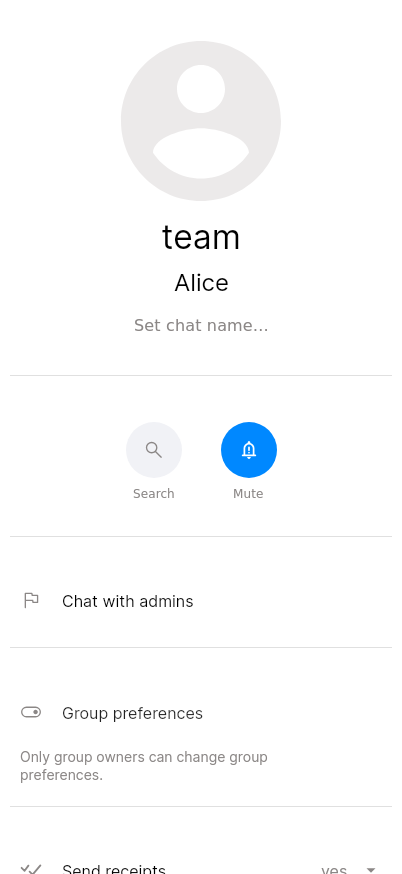 team
Alice
Set chat name…
Search
Mute
Chat with admins
Group preferences
Only group owners can change group
preferences.
Send receipts
yes